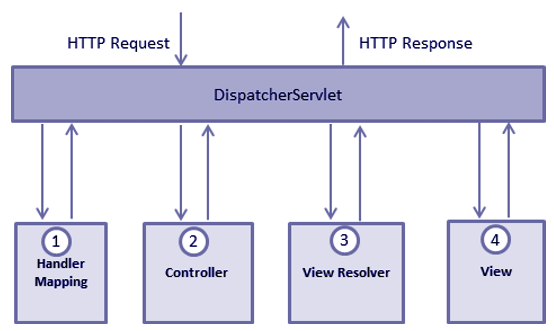 HTTP Request
HTTP Response
DispatcherServlet
1
Handler
Mapping
2
Controller
3
View Resolver
4
View